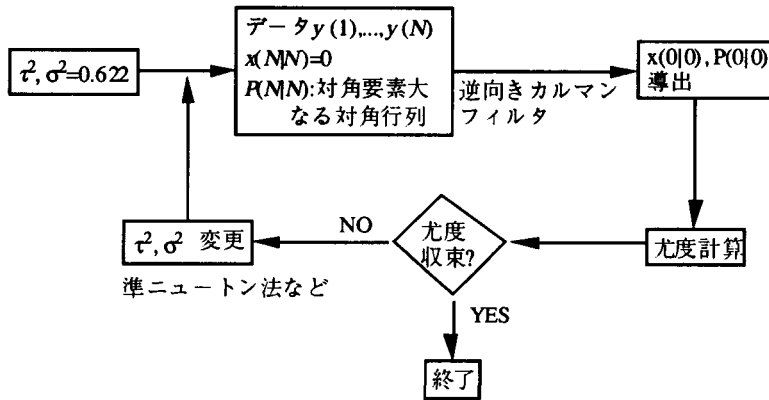 τ², σ²=0.622
データy(1),...,y(N)
x(N|N)=0
P(N|N):対角要素大
なる対角行列
逆向きカルマン
フィルタ
x(0|0),P(0|0)
導出
尤度計算
尤度
収束?
NO
τ², σ² 変更
準ニュートン法など
YES
終了